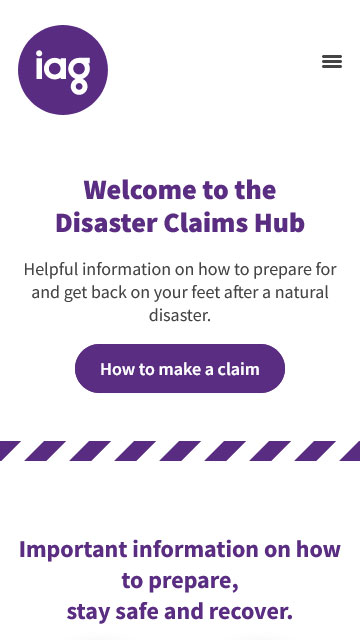 iag
Welcome to the
Disaster Claims Hub
Helpful information on how to prepare for
and get back on your feet after a natural
disaster.
How to make a claim
Important information on how
to prepare,
stay safe and recover.